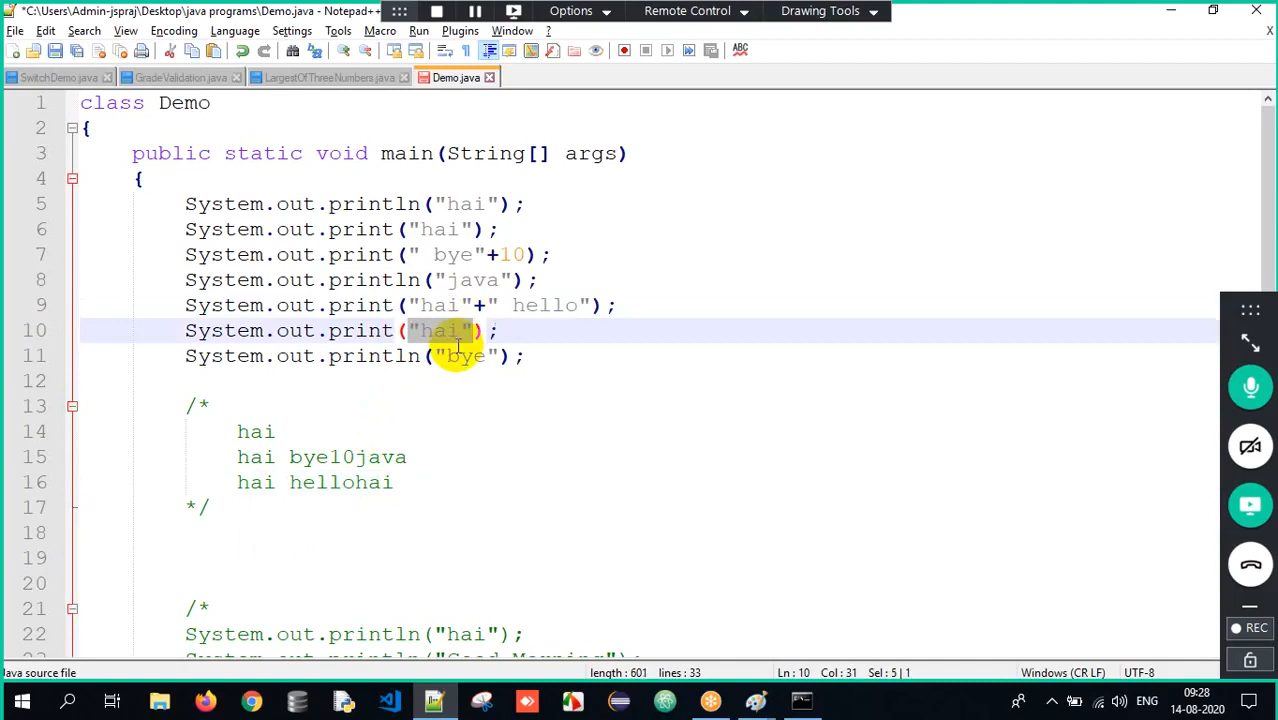 *C:\Users\Admin-jspraj\Desktop\java programs\Demo.java - Notepad++
Options
Remote Control
Drawing Tools
File Edit Search View Encoding Language Settings Tools Macro Run Plugins Window ?
SwitchDemo.java GradeValidation.java LargestOfThreeNumbers.java Demo.java
1 class Demo
2 {
3 public static void main(String[] args)
4 {
5 System.out.println("hai");
6 System.out.print("hai");
7 System.out.print(" bye"+10);
8 System.out.println("java");
9 System.out.print("hai"+" hello");
10 System.out.print("hai");
11 System.out.println("bye");
12
13 /*
14 hai
15 hai bye10java
16 hai hellohai
17 */
18
19
20
21 /*
22 System.out.println("hai");
23 System.out.println("Good Morning");
REC
Java source file length : 601 lines : 33 Ln : 10 Col : 31 Sel : 5 | 1 Windows (CR LF) UTF-8
ENG
09:28
14-08-2020